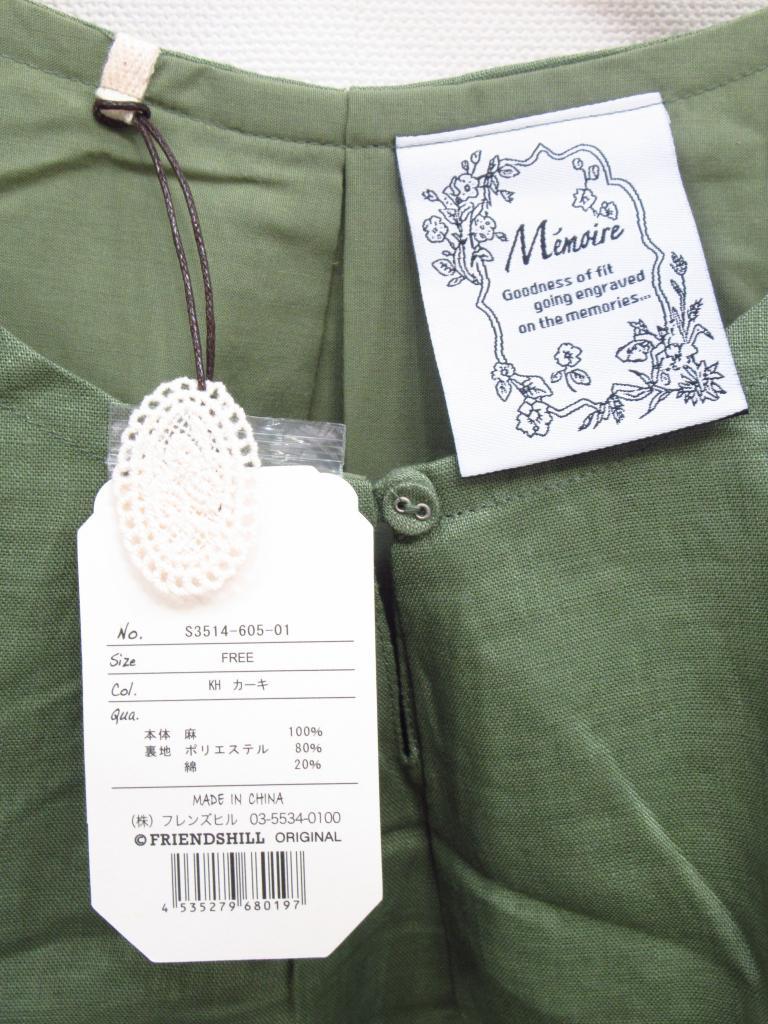 Mémoire
Goodness of fit
going engraved
on the memories...
No. S3514-605-01
Size FREE
Col. KH カーキ
Qua.
本体 麻 100%
裏地 ポリエステル 80%
綿 20%
MADE IN CHINA
(株) フレンズヒル 03-5534-0100
© FRIENDSHILL ORIGINAL
4 535279 680197